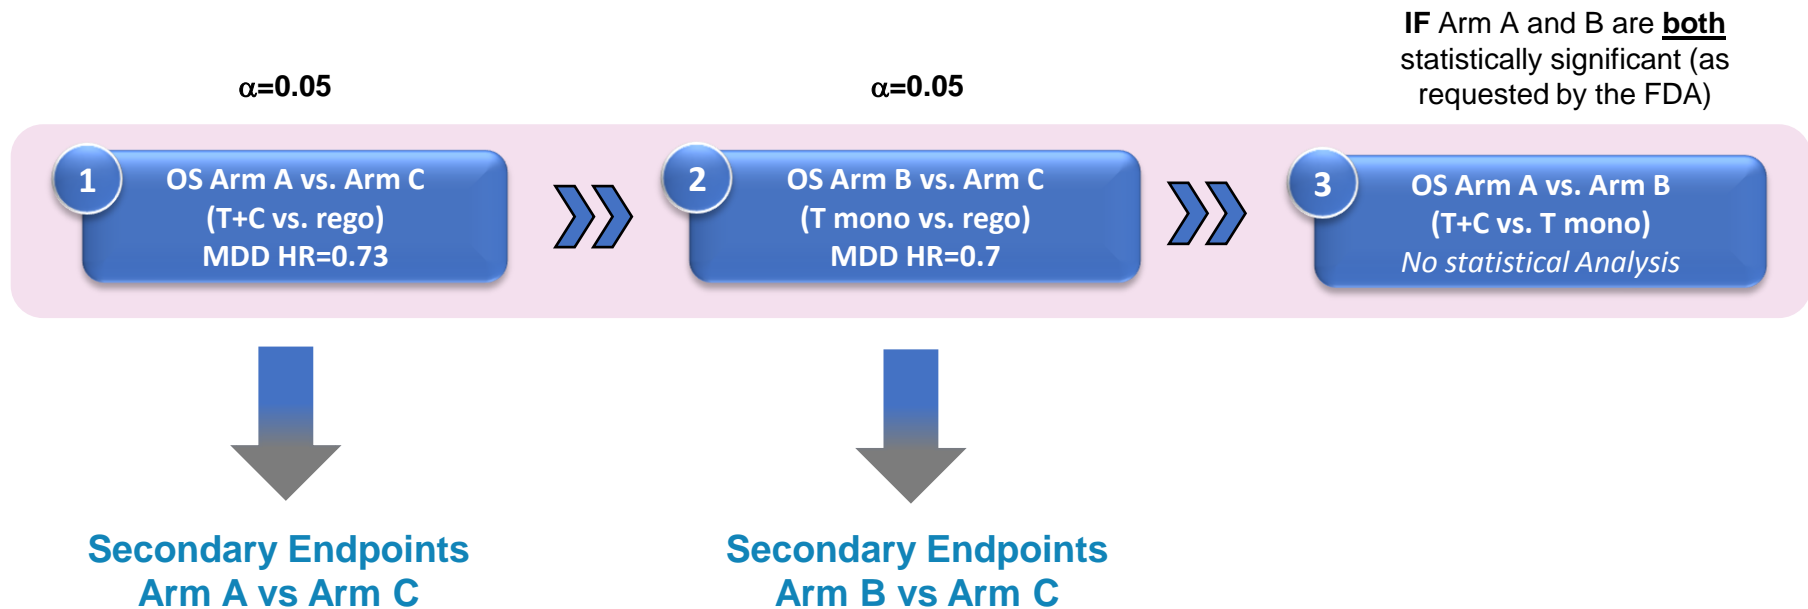 α=0.05
1
OS Arm A vs. Arm C
(T+C vs. rego)
MDD HR=0.73
Secondary Endpoints
Arm A vs Arm C
α=0.05
2
OS Arm B vs. Arm C
(T mono vs. rego)
MDD HR=0.7
Secondary Endpoints
Arm B vs Arm C
IF Arm A and B are both
statistically significant (as
requested by the FDA)
3
OS Arm A vs. Arm B
(T+C vs. T mono)
No statistical Analysis